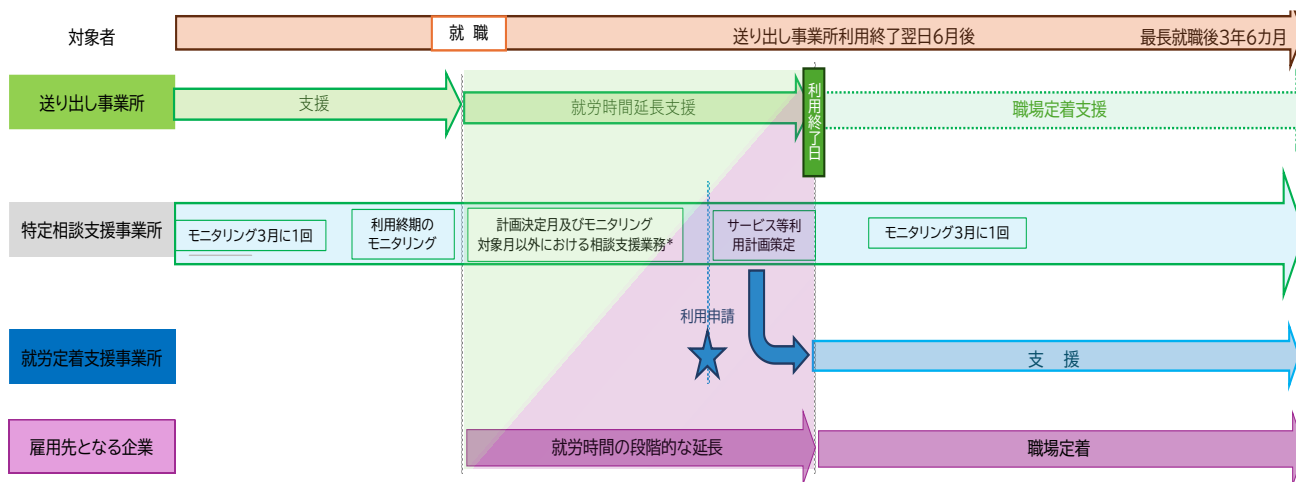 対象者
就 職
送り出し事業所利用終了翌日6月後
最長就職後3年6カ月
送り出し事業所
支援
就労時間延長支援
利用終了日
職場定着支援
特定相談支援事業所
モニタリング3月に1回
利用終期の
モニタリング
計画決定月及びモニタリング
対象月以外における相談支援業務*
サービス等利
用計画策定
モニタリング3月に1回
利用申請
就労定着支援事業所
支 援
雇用先となる企業
就労時間の段階的な延長
職場定着